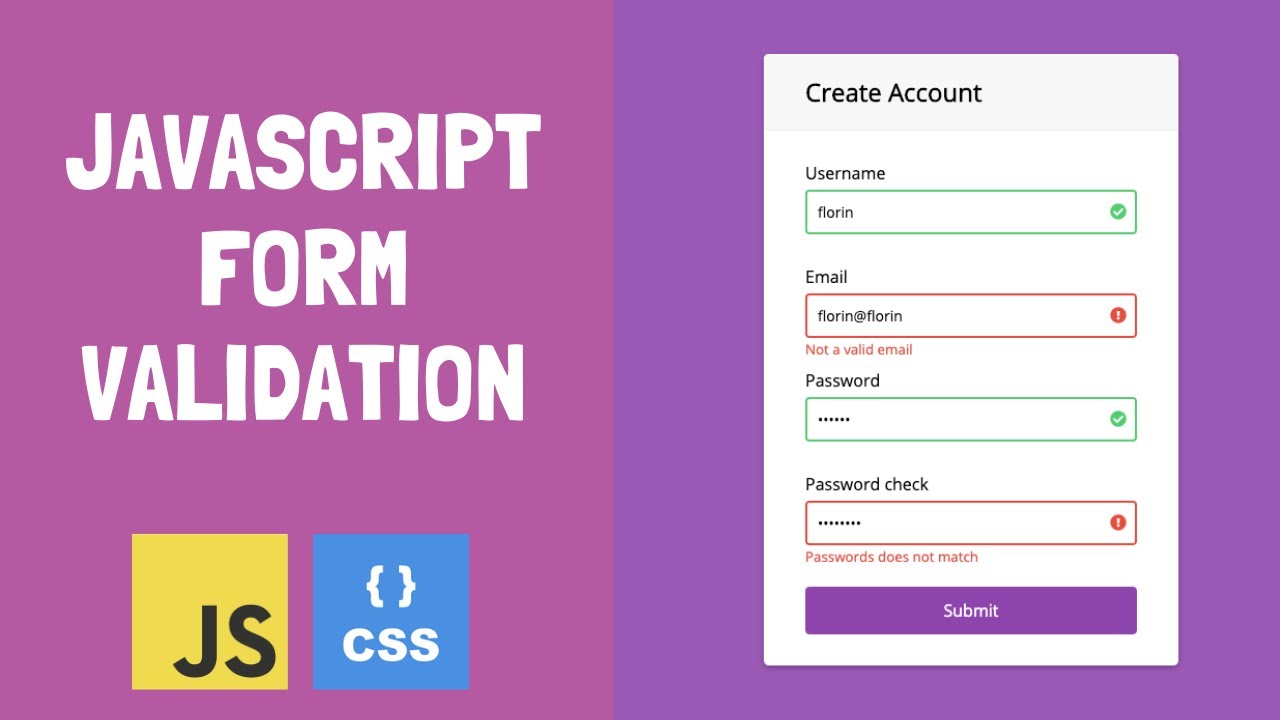 JAVASCRIPT
FORM
VALIDATION
JS
{ }
CSS
Create Account
Username
florin
Email
florin@florin
Not a valid email
Password
••••••
Password check
••••••••
Passwords does not match
Submit